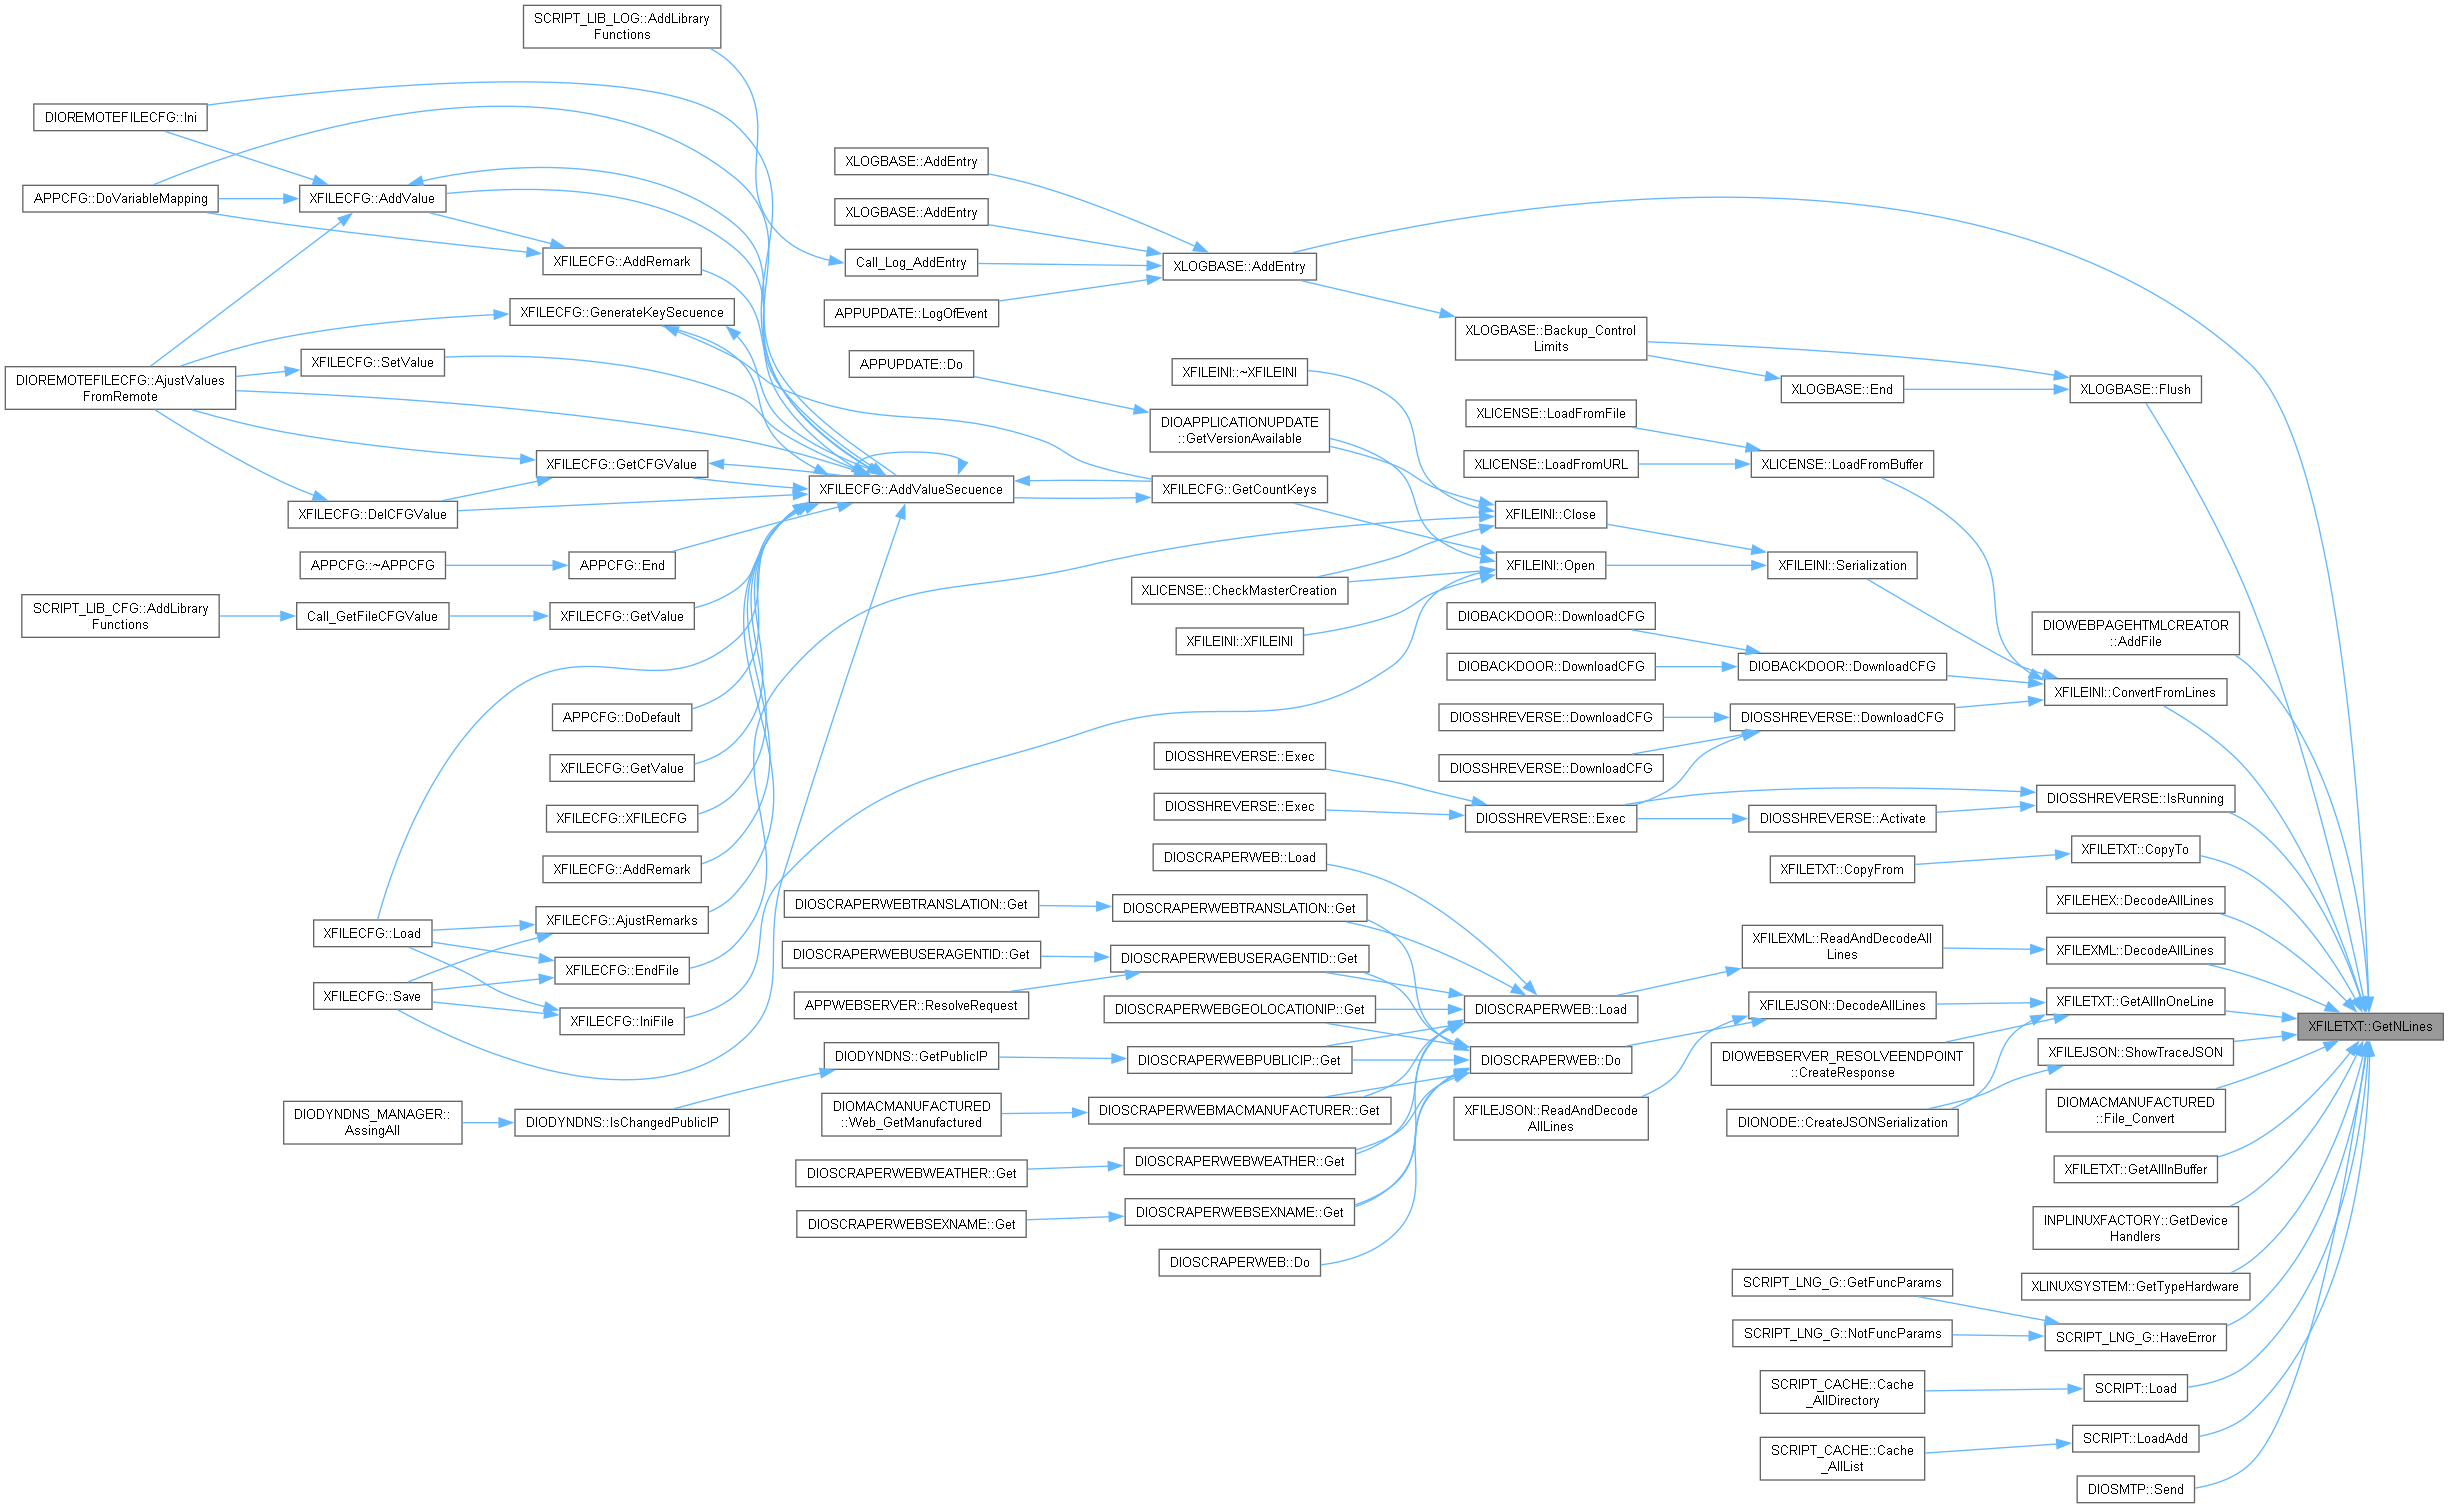 SCRIPT_LIB_LOG::AddLibrary
Functions
DIOREMOTEFILECFG::Ini
APPCFG::DoVariableMapping
XFILECFG::AddValue
XFILECFG::AddRemark
XFILECFG::GenerateKeySecuence
XFILECFG::SetValue
DIOREMOTEFILECFG::AjustValues
FromRemote
XFILECFG::GetCFGValue
XFILECFG::DelCFGValue
XFILECFG::AddValueSecuence
APPCFG::~APPCFG
APPCFG::End
SCRIPT_LIB_CFG::AddLibrary
Functions
Call_GetFileCFGValue
XFILECFG::GetValue
APPCFG::DoDefault
XFILECFG::GetValue
XFILECFG::XFILECFG
XFILECFG::AddRemark
XFILECFG::AjustRemarks
XFILECFG::Load
XFILECFG::EndFile
XFILECFG::Save
XFILECFG::IniFile
DIODYNDNS_MANAGER::
AssingAll
DIODYNDNS::IsChangedPublicIP
XLOGBASE::AddEntry
XLOGBASE::AddEntry
Call_Log_AddEntry
APPUPDATE::LogOfEvent
APPUPDATE::Do
XLOGBASE::AddEntry
XFILEINI::~XFILEINI
DIOAPPLICATIONUPDATE
::GetVersionAvailable
XFILECFG::GetCountKeys
XLICENSE::CheckMasterCreation
XFILEINI::XFILEINI
DIOSSHREVERSE::Exec
DIOSSHREVERSE::Exec
DIOSCRAPERWEB::Load
DIOSCRAPERWEBTRANSLATION::Get
DIOSCRAPERWEBTRANSLATION::Get
DIOSCRAPERWEBUSERAGENTID::Get
DIOSCRAPERWEBUSERAGENTID::Get
APPWEBSERVER::ResolveRequest
DIOSCRAPERWEBGEOLOCATIONIP::Get
DIODYNDNS::GetPublicIP
DIOSCRAPERWEBPUBLICIP::Get
DIOMACMANUFACTURED
::Web_GetManufactured
DIOSCRAPERWEBMACMANUFACTURER::Get
DIOSCRAPERWEBWEATHER::Get
DIOSCRAPERWEBWEATHER::Get
DIOSCRAPERWEBSEXNAME::Get
DIOSCRAPERWEBSEXNAME::Get
DIOSCRAPERWEB::Do
XLOGBASE::Backup_Control
Limits
XLOGBASE::End
XLOGBASE::Flush
XLICENSE::LoadFromFile
XLICENSE::LoadFromURL
XLICENSE::LoadFromBuffer
XFILEINI::Close
XFILEINI::Open
XFILEINI::Serialization
DIOBACKDOOR::DownloadCFG
DIOBACKDOOR::DownloadCFG
DIOBACKDOOR::DownloadCFG
DIOSSHREVERSE::DownloadCFG
DIOSSHREVERSE::DownloadCFG
DIOSSHREVERSE::DownloadCFG
DIOSSHREVERSE::Exec
DIOSSHREVERSE::Activate
DIOSSHREVERSE::IsRunning
DIOWEBPAGEHTMLCREATOR
::AddFile
XFILEINI::ConvertFromLines
XFILETXT::CopyFrom
XFILETXT::CopyTo
XFILEHEX::DecodeAllLines
XFILEXML::ReadAndDecodeAll
Lines
XFILEXML::DecodeAllLines
DIOSCRAPERWEB::Load
XFILEJSON::DecodeAllLines
XFILETXT::GetAllInOneLine
XFILETXT::GetNLines
DIOSCRAPERWEB::Do
DIOWEBSERVER_RESOLVEENDPOINT
::CreateResponse
XFILEJSON::ShowTraceJSON
XFILEJSON::ReadAndDecode
AllLines
DIONODE::CreateJSONSerialization
DIOMACMANUFACTURED
::File_Convert
XFILETXT::GetAllInBuffer
INPLINUXFACTORY::GetDevice
Handlers
XLINUXSYSTEM::GetTypeHardware
SCRIPT_LNG_G::GetFuncParams
SCRIPT_LNG_G::NotFuncParams
SCRIPT_LNG_G::HaveError
SCRIPT_CACHE::Cache
_AllDirectory
SCRIPT::Load
SCRIPT_CACHE::Cache
_AllList
SCRIPT::LoadAdd
DIOSMTP::Send